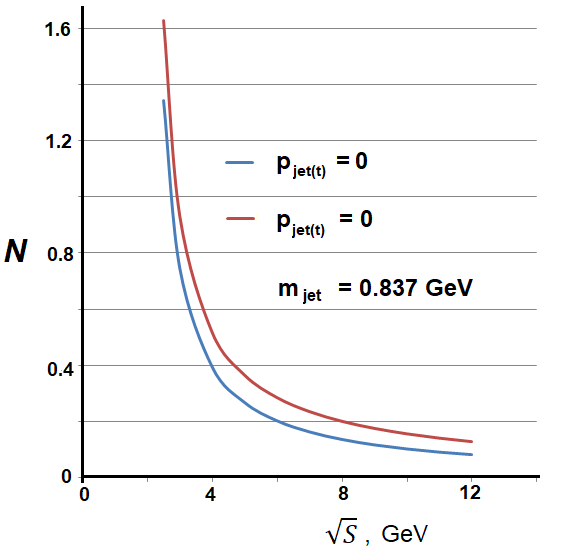 1.6
1.2
p jet(t) = 0
p jet(t) = 0
N
0.8
m jet = 0.837 GeV
0.4
0
0 4 8 12
√S , GeV